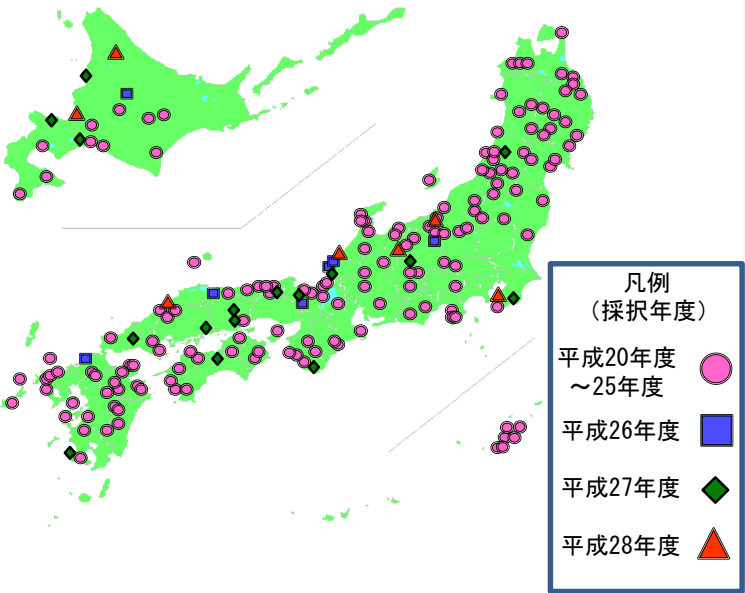 凡例
（採択年度）
平成20年度
～25年度
平成26年度
平成27年度
平成28年度